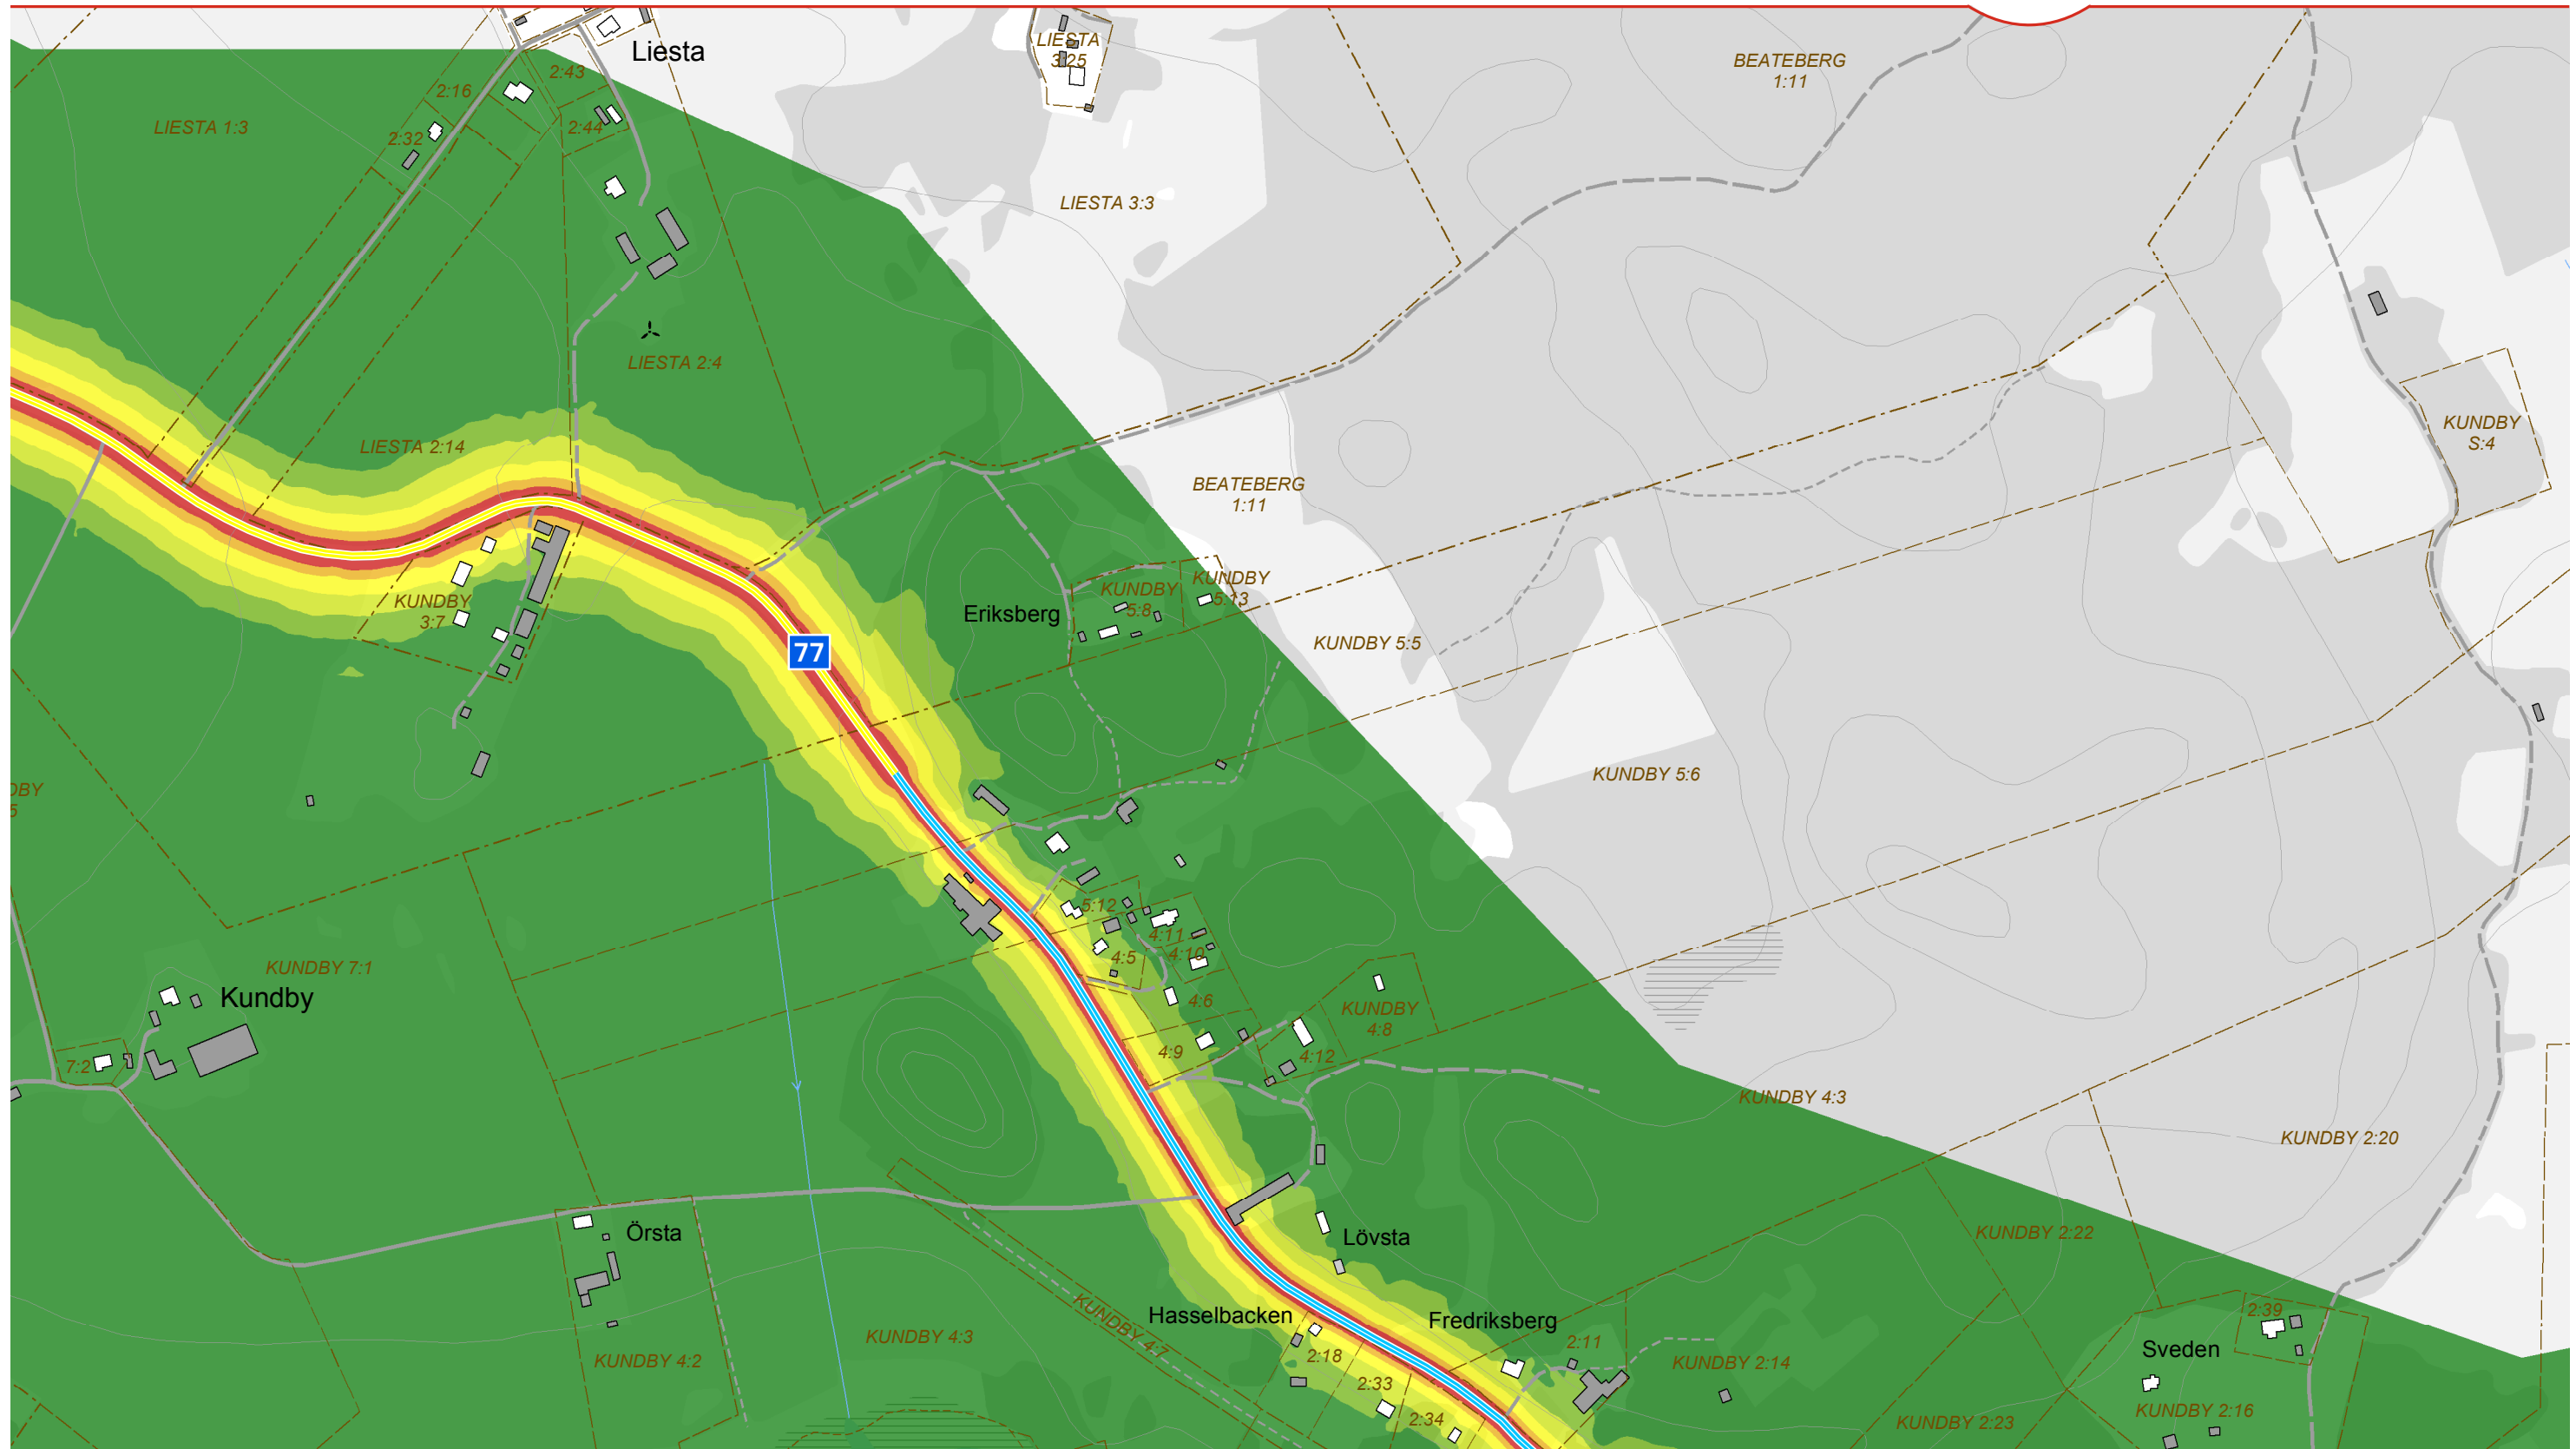 Liesta
LIESTA
3:25
BEATEBERG
1:11
2:43
2:16
LIESTA 1:3
2:44
2:32
LIESTA 3:3
LIESTA 2:4
KUNDBY
S:4
LIESTA 2:14
BEATEBERG
1:11
KUNDBY
5:13
KUNDBY
5:8
KUNDBY
3:7
Eriksberg
77
KUNDBY 5:5
KUNDBY 5:6
DBY
5
5:12
4:11
4:10
4:5
KUNDBY 7:1
Kundby
4:6
KUNDBY
4:8
4:9
4:12
7:2
KUNDBY 4:3
KUNDBY 2:20
Örsta
Lövsta
KUNDBY 2:22
KUNDBY 4:7
Hasselbacken
Fredriksberg
2:39
KUNDBY 4:3
2:11
Sveden
KUNDBY 4:2
2:18
KUNDBY 2:14
2:33
2:34
KUNDBY 2:23
KUNDBY 2:16